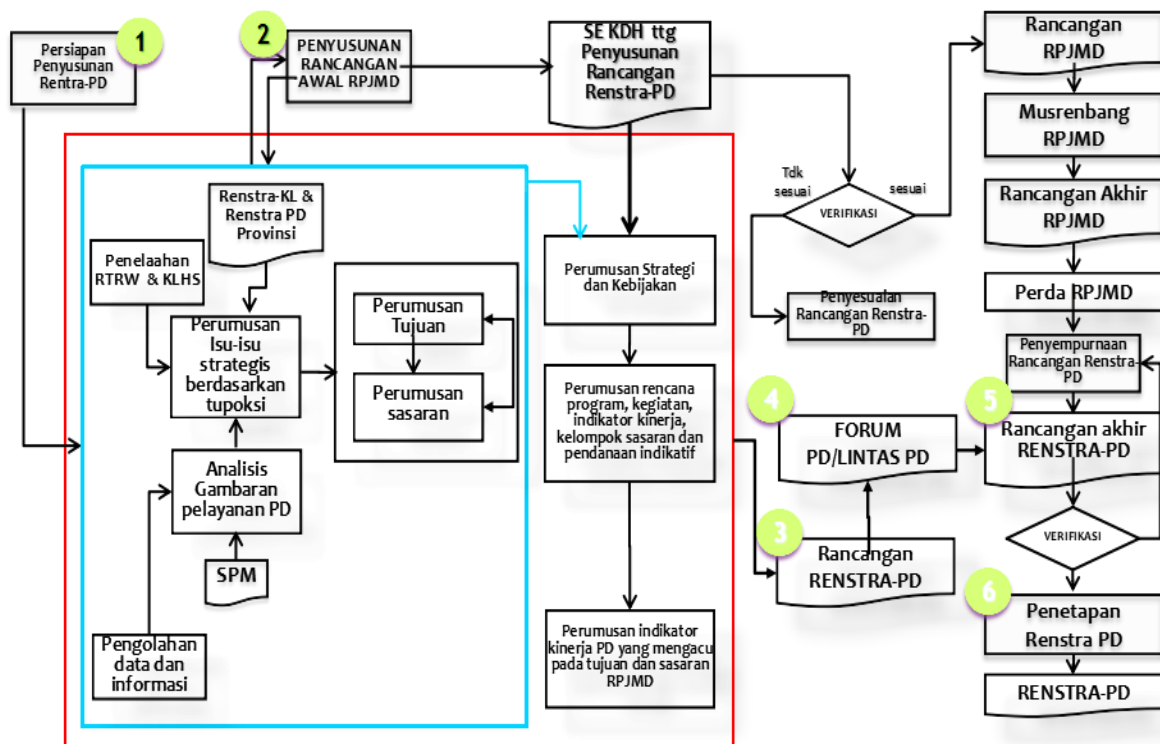 1
Persiapan
Penyusunan
Rentra-PD
2
PENYUSUNAN
RANCANGAN
AWAL RPJMD
SE KDH ttg
Penyusunan
Rancangan
Renstra-PD
Rancangan
RPJMD
Musrenbang
RPJMD
Rancangan Akhir
RPJMD
Perda RPJMD
Penyempurnaan
Rancangan Renstra-
PD
Tdk
sesuai
sesuai
VERIFIKASI
Penyesuaian
Rancangan Renstra-
PD
Renstra-KL &
Renstra PD
Provinsi
Penelaahan
RTRW & KLHS
Perumusan
Isu-isu
strategis
berdasarkan
tupoksi
Perumusan
Tujuan
Perumusan
sasaran
Analisis
Gambaran
pelayanan PD
SPM
Pengolahan
data dan
informasi
Perumusan Strategi
dan Kebijakan
Perumusan rencana
program, kegiatan,
indikator kinerja,
kelompok sasaran dan
pendanaan indikatif
Perumusan indikator
kinerja PD yang mengacu
pada tujuan dan sasaran
RPJMD
3
Rancangan
RENSTRA-PD
4
FORUM
PD/LINTAS PD
5
Rancangan akhir
RENSTRA-PD
VERIFIKASI
6
Penetapan
Renstra PD
RENSTRA-PD